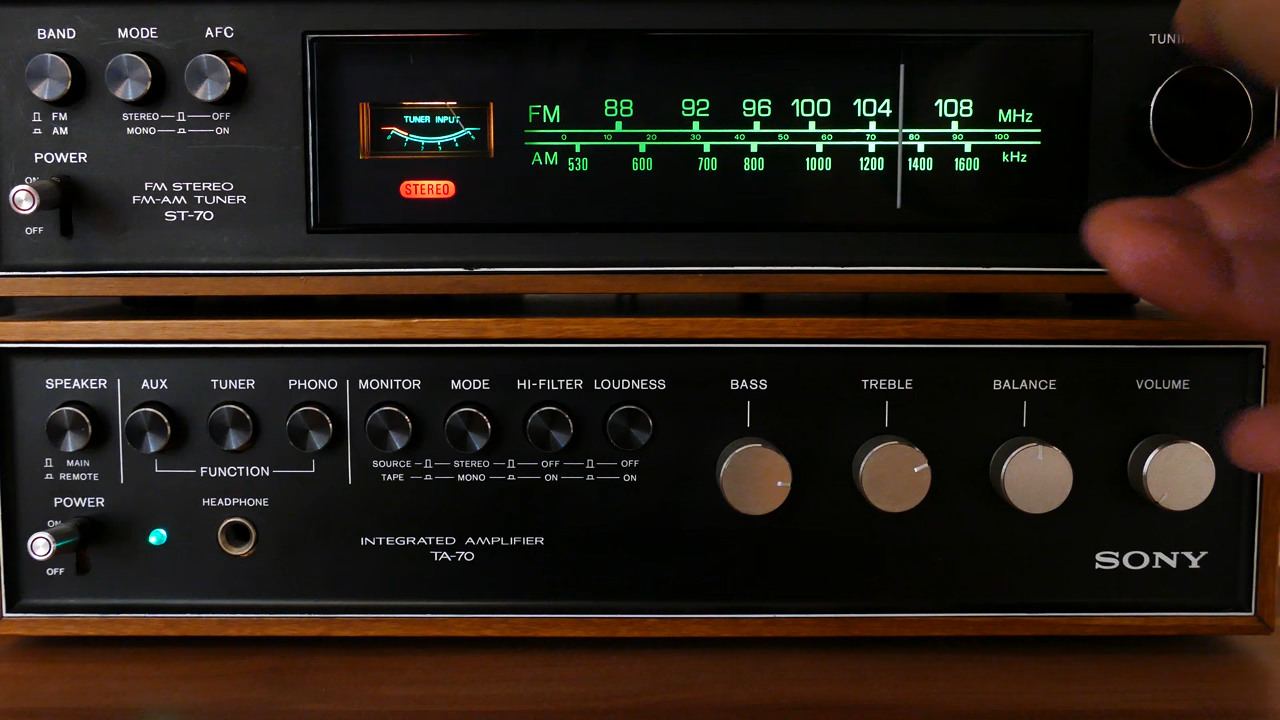 BAND MODE AFC
FM STEREO OFF
AM MONO ON
POWER
ON
OFF
FM STEREO
FM-AM TUNER
ST-70
TUNER INPUT
STEREO
FM 88 92 96 100 104 108 MHz
0 10 20 30 40 50 60 70 80 90 100
AM 530 600 700 800 1000 1200 1400 1600 kHz
SPEAKER AUX TUNER PHONO MONITOR MODE HI-FILTER LOUDNESS BASS TREBLE BALANCE VOLUME
MAIN
REMOTE
FUNCTION
SOURCE STEREO OFF OFF
TAPE MONO ON ON
POWER
ON
OFF
HEADPHONE
INTEGRATED AMPLIFIER
TA-70
SONY